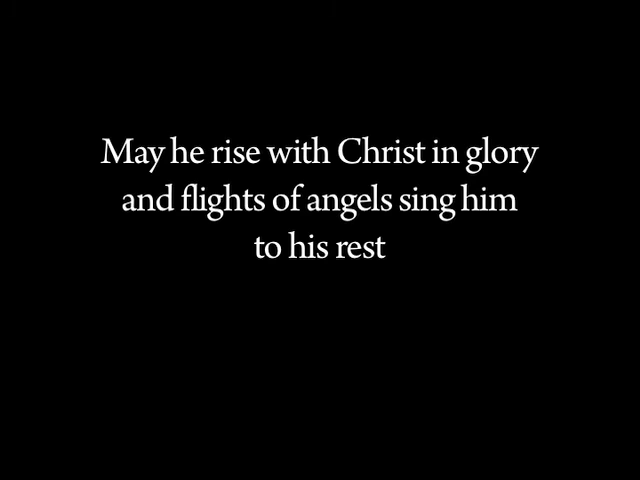 May he rise with Christ in glory
and flights of angels sing him
to his rest